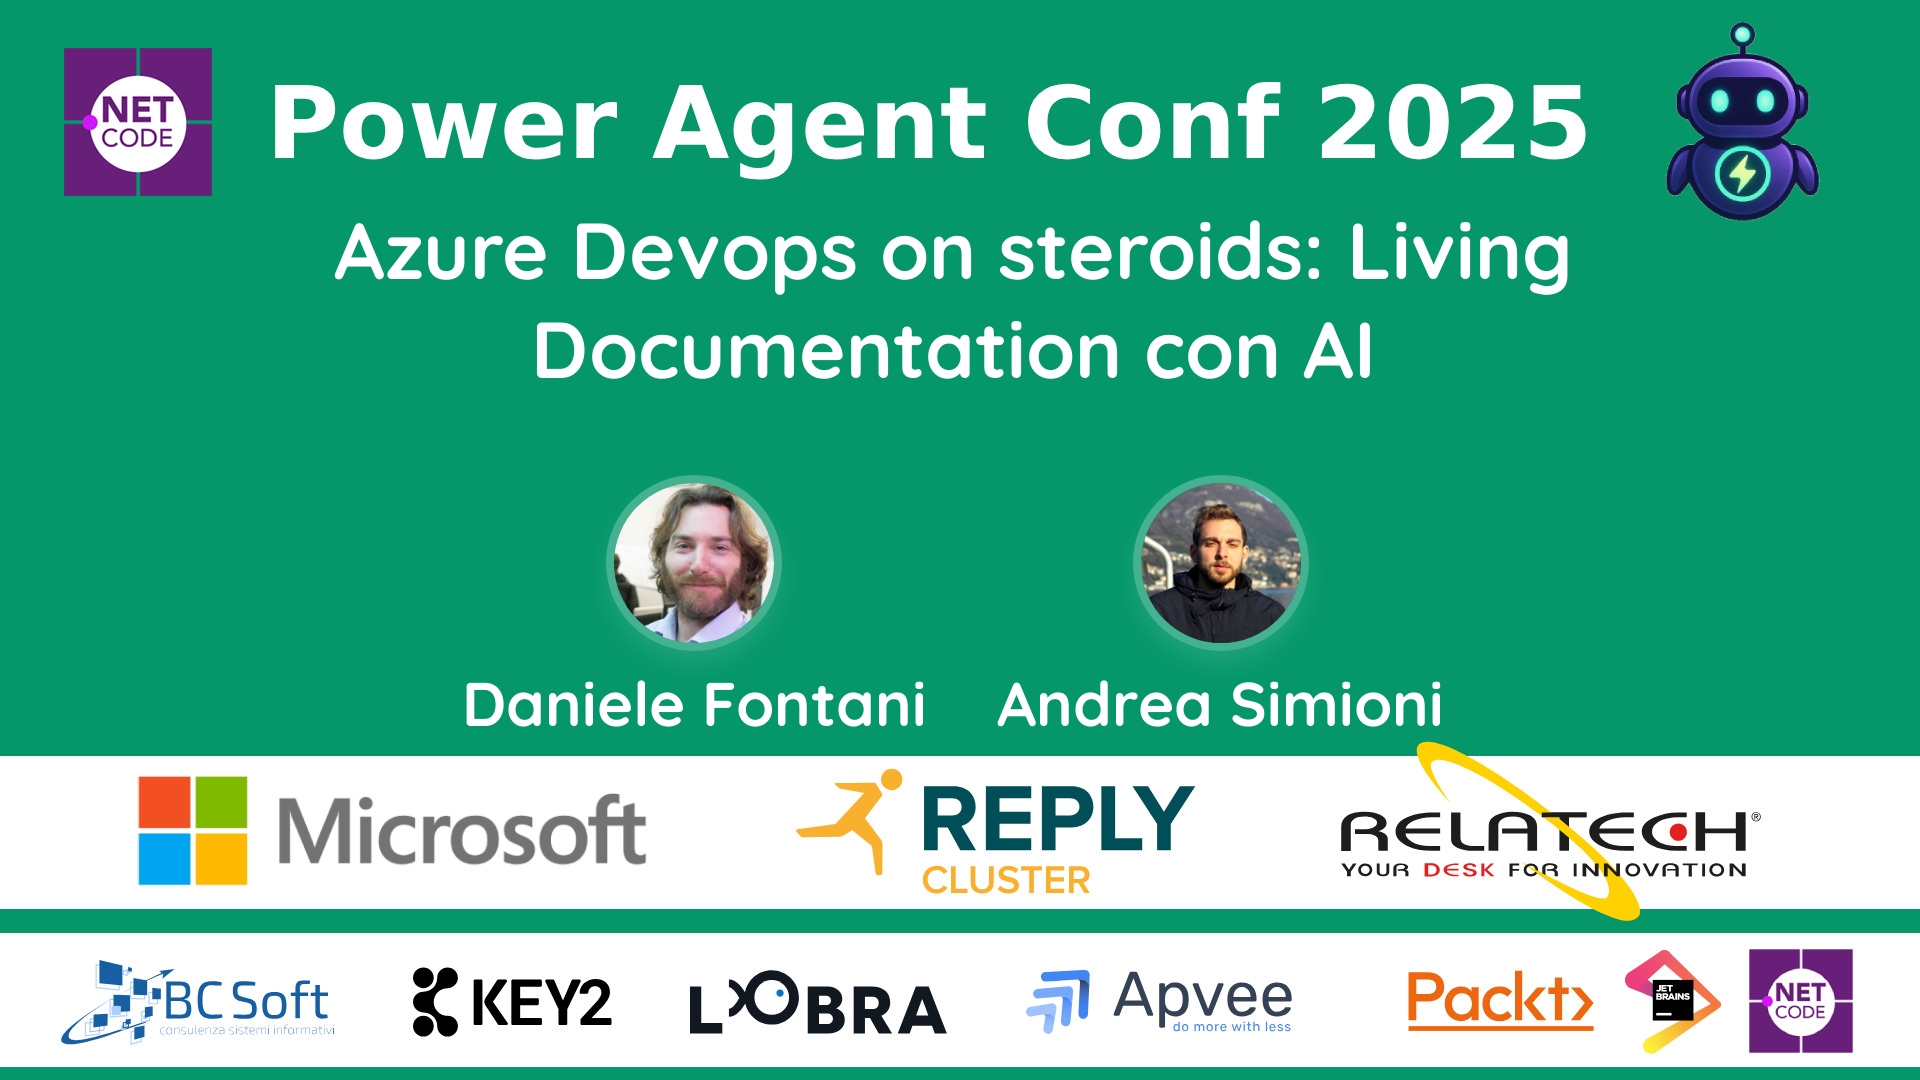 NET
CODE
Power Agent Conf 2025
Azure Devops on steroids: Living
Documentation con AI
Daniele Fontani
Andrea Simioni
Microsoft
REPLY
CLUSTER
RELATECH®
YOUR DESK FOR INNOVATION
BC Soft
consulenza sistemi informativi
KEY2
LOBRA
Apvee
do more with less
Packt>
JET
BRAINS
NET
CODE